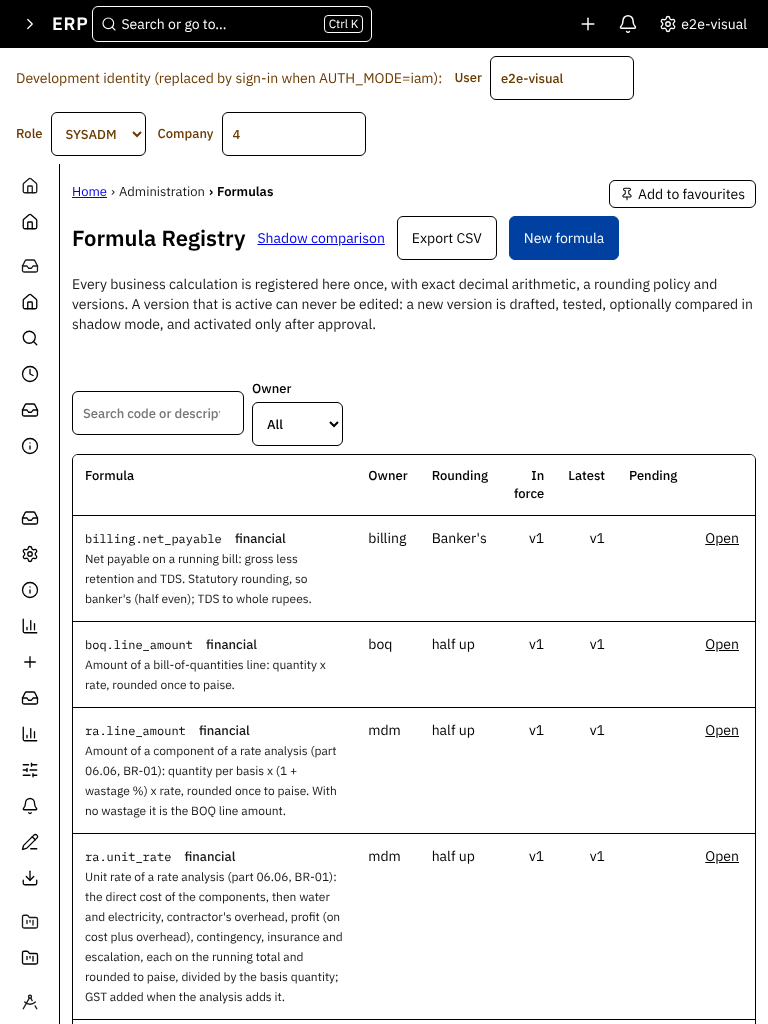 ERP Search or go to... Ctrl K e2e-visual
Development identity (replaced by sign-in when AUTH_MODE=iam): User e2e-visual
Role SYSADM Company 4
Home › Administration › Formulas Add to favourites
Formula Registry Shadow comparison Export CSV New formula
Every business calculation is registered here once, with exact decimal arithmetic, a rounding policy and
versions. A version that is active can never be edited: a new version is drafted, tested, optionally compared in
shadow mode, and activated only after approval.
Owner
Search code or descrip
All
Formula Owner Rounding In force Latest Pending
billing.net_payable financial billing Banker's v1 v1 Open
Net payable on a running bill: gross less
retention and TDS. Statutory rounding, so
banker's (half even); TDS to whole rupees.
boq.line_amount financial boq half up v1 v1 Open
Amount of a bill-of-quantities line: quantity x
rate, rounded once to paise.
ra.line_amount financial mdm half up v1 v1 Open
Amount of a component of a rate analysis (part
06.06, BR-01): quantity per basis x (1 +
wastage %) x rate, rounded once to paise. With
no wastage it is the BOQ line amount.
ra.unit_rate financial mdm half up v1 v1 Open
Unit rate of a rate analysis (part 06.06, BR-01):
the direct cost of the components, then water
and electricity, contractor's overhead, profit (on
cost plus overhead), contingency, insurance and
escalation, each on the running total and
rounded to paise, divided by the basis quantity;
GST added when the analysis adds it.